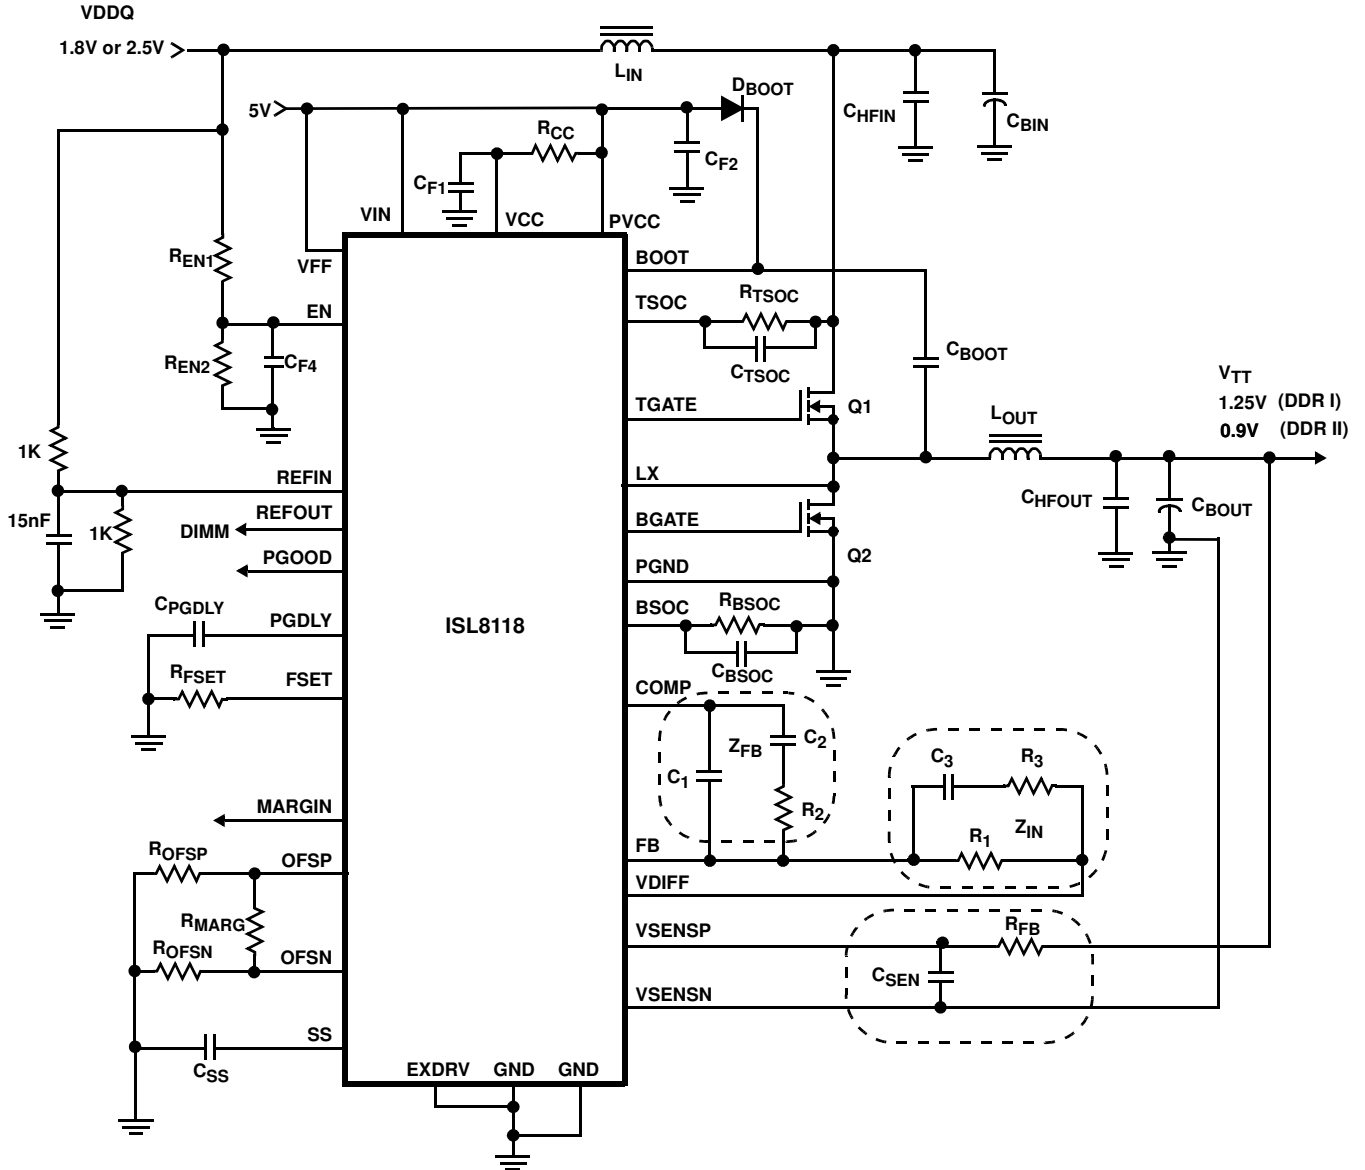 VDDQ
1.8V or 2.5V
LIN
5V
DBOOT
CHFIN
CBIN
RCC
CF1
CF2
VIN
VCC
PVCC
VFF
BOOT
REN1
TSOC
RTSOC
EN
REN2
CF4
CTSOC
CBOOT
VTT
TGATE
Q1
LOUT
1.25V (DDR I)
0.9V (DDR II)
1K
REFIN
LX
15nF
1K
REFOUT
DIMM
BGATE
CHFOUT
CBOUT
PGOOD
PGND
Q2
CPGDLY
PGDLY
BSOC
RBSOC
ISL8118
CBSOC
RFSET
FSET
COMP
C1
ZFB
C2
R2
C3
R3
MARGIN
R1
ZIN
ROFSP
OFSP
FB
VDIFF
RMARG
VSENSP
RFB
ROFSN
OFSN
CSEN
VSENSN
SS
CSS
EXDRV
GND
GND